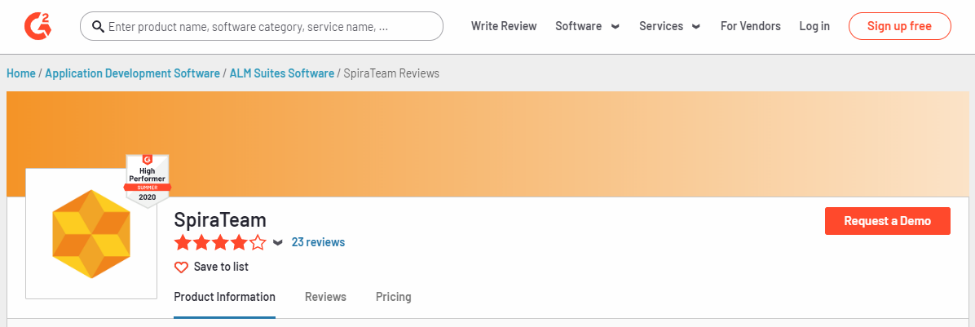 G2
Enter product name, software category, service name, ...
Write Review
Software
Services
For Vendors
Log in
Sign up free
Home / Application Development Software / ALM Suites Software / SpiraTeam Reviews
G
High
Performer
SUMMER
2020
SpiraTeam
Request a Demo
23 reviews
Save to list
Product Information
Reviews
Pricing